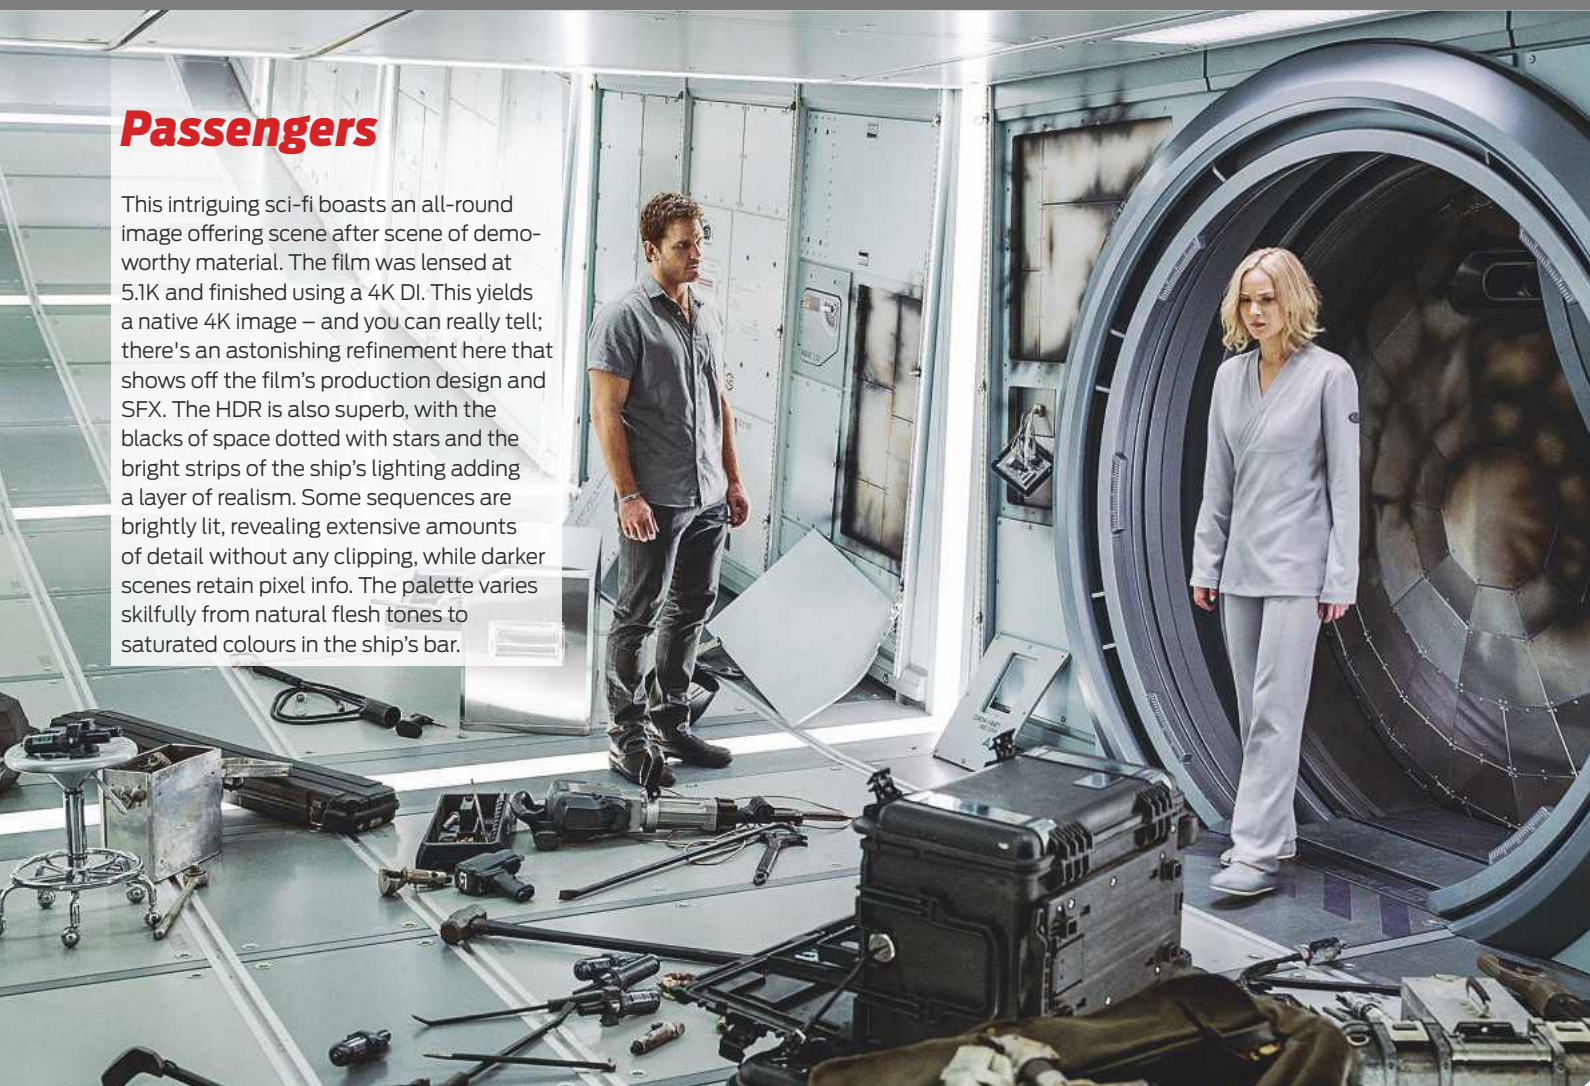 Passengers
This intriguing sci-fi boasts an all-round
image offering scene after scene of demo-
worthy material. The film was lensed at
5.1K and finished using a 4K DI. This yields
a native 4K image – and you can really tell;
there's an astonishing refinement here that
shows off the film’s production design and
SFX. The HDR is also superb, with the
blacks of space dotted with stars and the
bright strips of the ship’s lighting adding
a layer of realism. Some sequences are
brightly lit, revealing extensive amounts
of detail without any clipping, while darker
scenes retain pixel info. The palette varies
skilfully from natural flesh tones to
saturated colours in the ship’s bar.